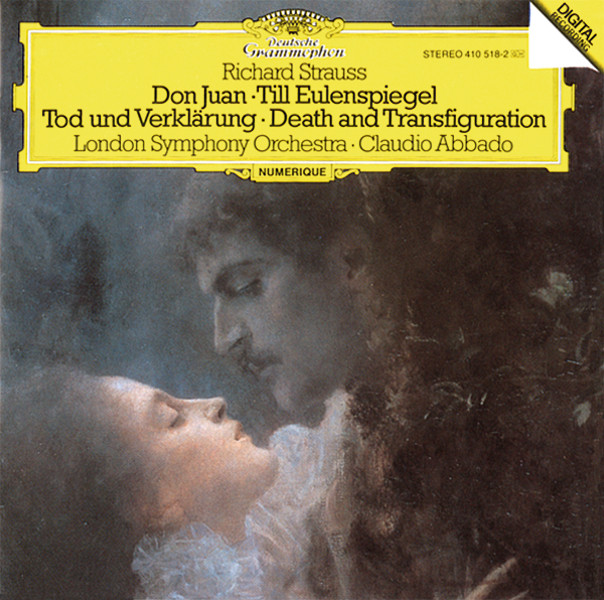 Deutsche
Grammophon
STEREO 410 518-2
DIGITAL
RECORDING
Richard Strauss
Don Juan · Till Eulenspiegel
Tod und Verklärung · Death and Transfiguration
London Symphony Orchestra · Claudio Abbado
NUMERIQUE